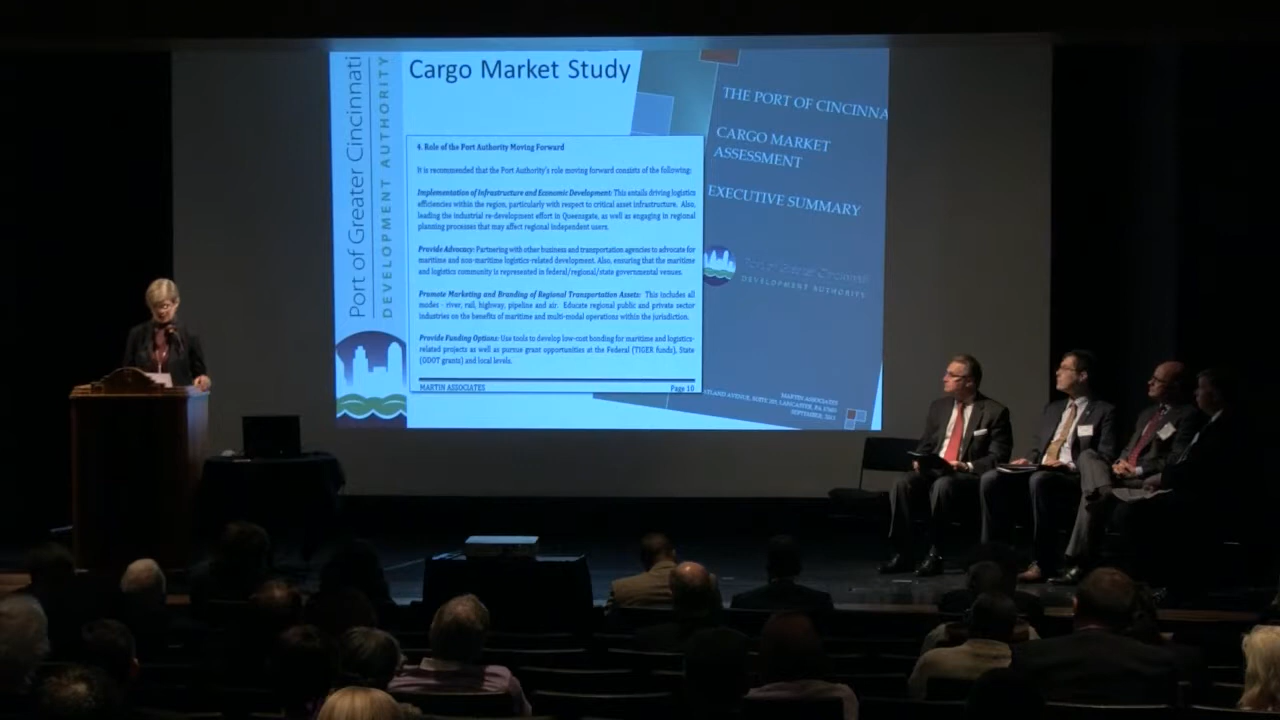 Port of Greater Cincinnati
DEVELOPMENT AUTHORITY
Cargo Market Study
4. Role of the Port Authority Moving Forward
It is recommended that the Port Authority's role moving forward consists of the following:
Implementation of Infrastructure and Economic Development: This entails driving logistics
efficiencies within the region, particularly with respect to critical asset infrastructure. Also,
leading the industrial re-development effort in Queensgate, as well as engaging in regional
planning processes that may affect regional independent users.
Provide Advocacy: Partnering with other business and transportation agencies to advocate for
maritime and non-maritime logistics-related development. Also, ensuring that the maritime
and logistics community is represented in federal/regional/state governmental venues.
Promote Marketing and Branding of Regional Transportation Assets: This includes all
modes - river, rail, highway, pipeline and air. Educate regional public and private sector
industries on the benefits of maritime and multi-modal operations within the jurisdiction.
Provide Funding Options: Use tools to develop low-cost bonding for maritime and logistics-
related projects as well as pursue grant opportunities at the Federal (TIGER funds), State
(ODOT grants) and local levels.
MARTIN ASSOCIATES Page 10
THE PORT OF CINCINNA
CARGO MARKET
ASSESSMENT
EXECUTIVE SUMMARY
Port of Greater Cincinnati
DEVELOPMENT AUTHORITY
MARTIN ASSOCIATES
AVENUE, SUITE LANCASTER, PA
SEPTEMBER,